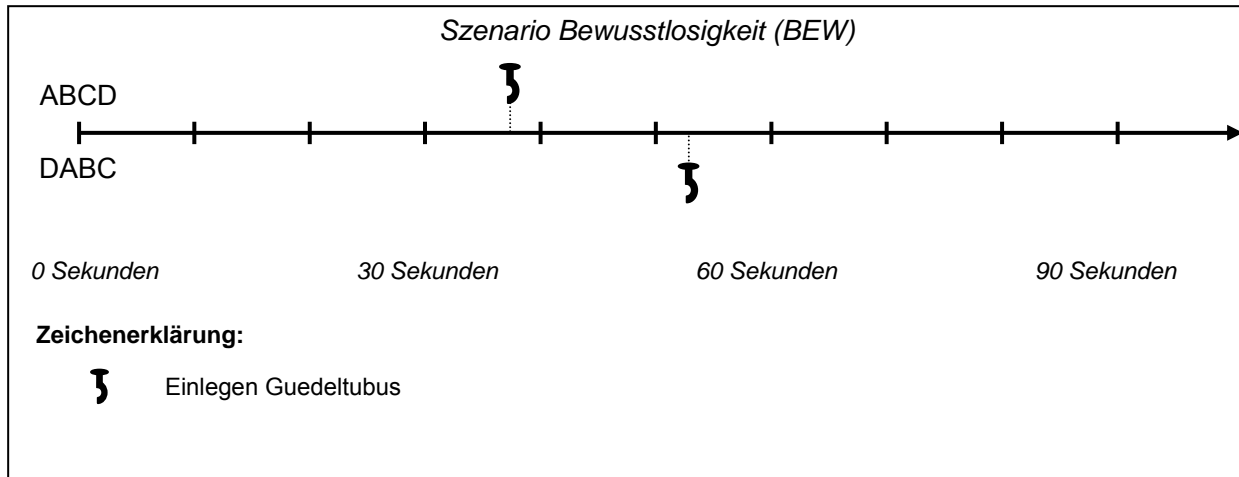 Szenario Bewusstlosigkeit (BEW)
ABCD
DABC
0 Sekunden 30 Sekunden 60 Sekunden 90 Sekunden
Zeichenerklärung:
Einlegen Guedeltubus